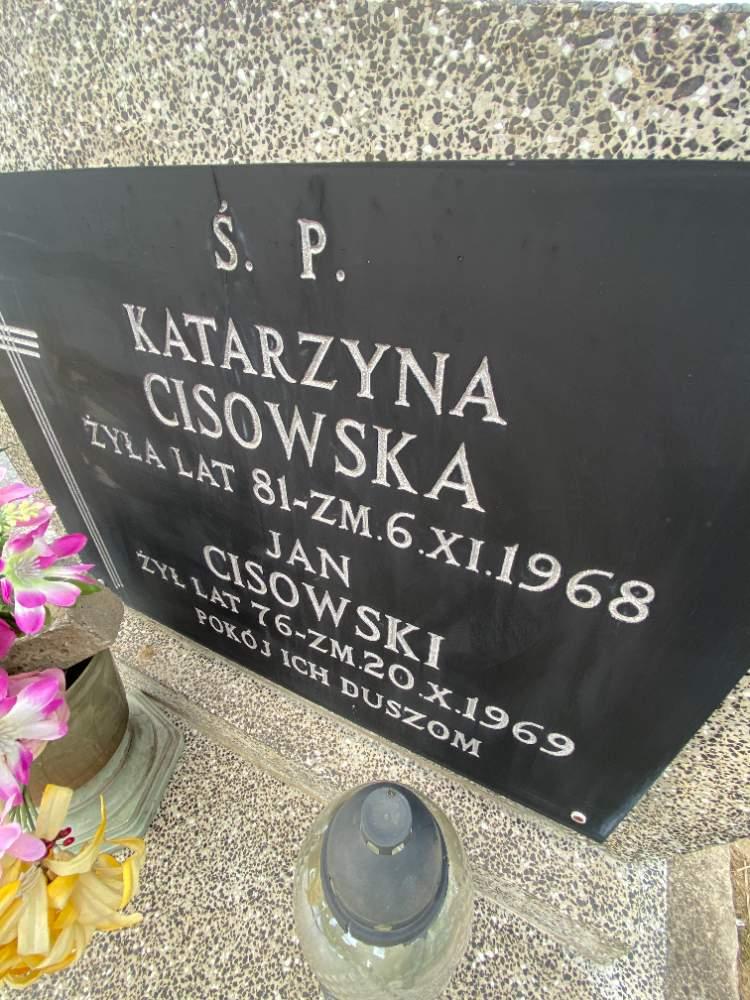 Ś. P.
KATARZYNA
CISOWSKA
ŻYŁA LAT 81-ZM.6.XI.1968
JAN
CISOWSKI
ŻYŁ LAT 76-ZM.20.X.1969
POKÓJ ICH DUSZOM